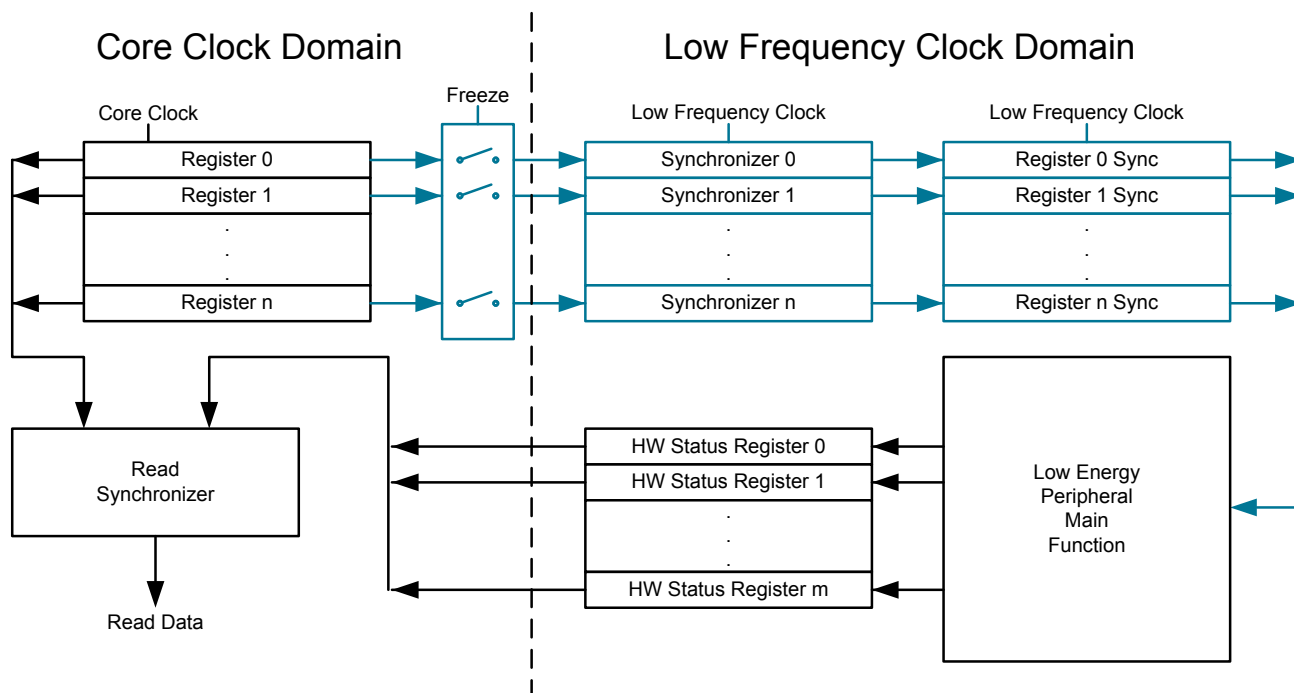 Core Clock Domain
Low Frequency Clock Domain
Freeze
Core Clock
Low Frequency Clock
Low Frequency Clock
Register 0
Synchronizer 0
Register 0 Sync
Register 1
Synchronizer 1
Register 1 Sync
.
.
.
.
.
.
.
.
.
Register n
Synchronizer n
Register n Sync
Read
Synchronizer
HW Status Register 0
HW Status Register 1
.
.
.
HW Status Register m
Low Energy
Peripheral
Main
Function
Read Data